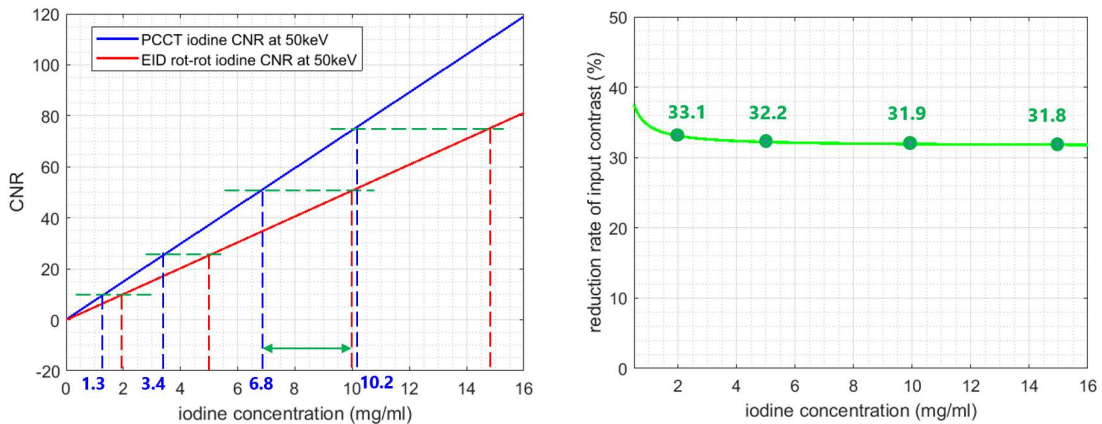 PCCT iodine CNR at 50keV
EID rot-rot iodine CNR at 50keV
CNR
120
100
80
60
40
20
0
-20
0 2 4 6 8 10 12 14 16
1.3 3.4 6.8 10.2
iodine concentration (mg/ml)
reduction rate of input contrast (%)
50
40
30
20
10
0
33.1 32.2 31.9 31.8
2 4 6 8 10 12 14 16
iodine concentration (mg/ml)